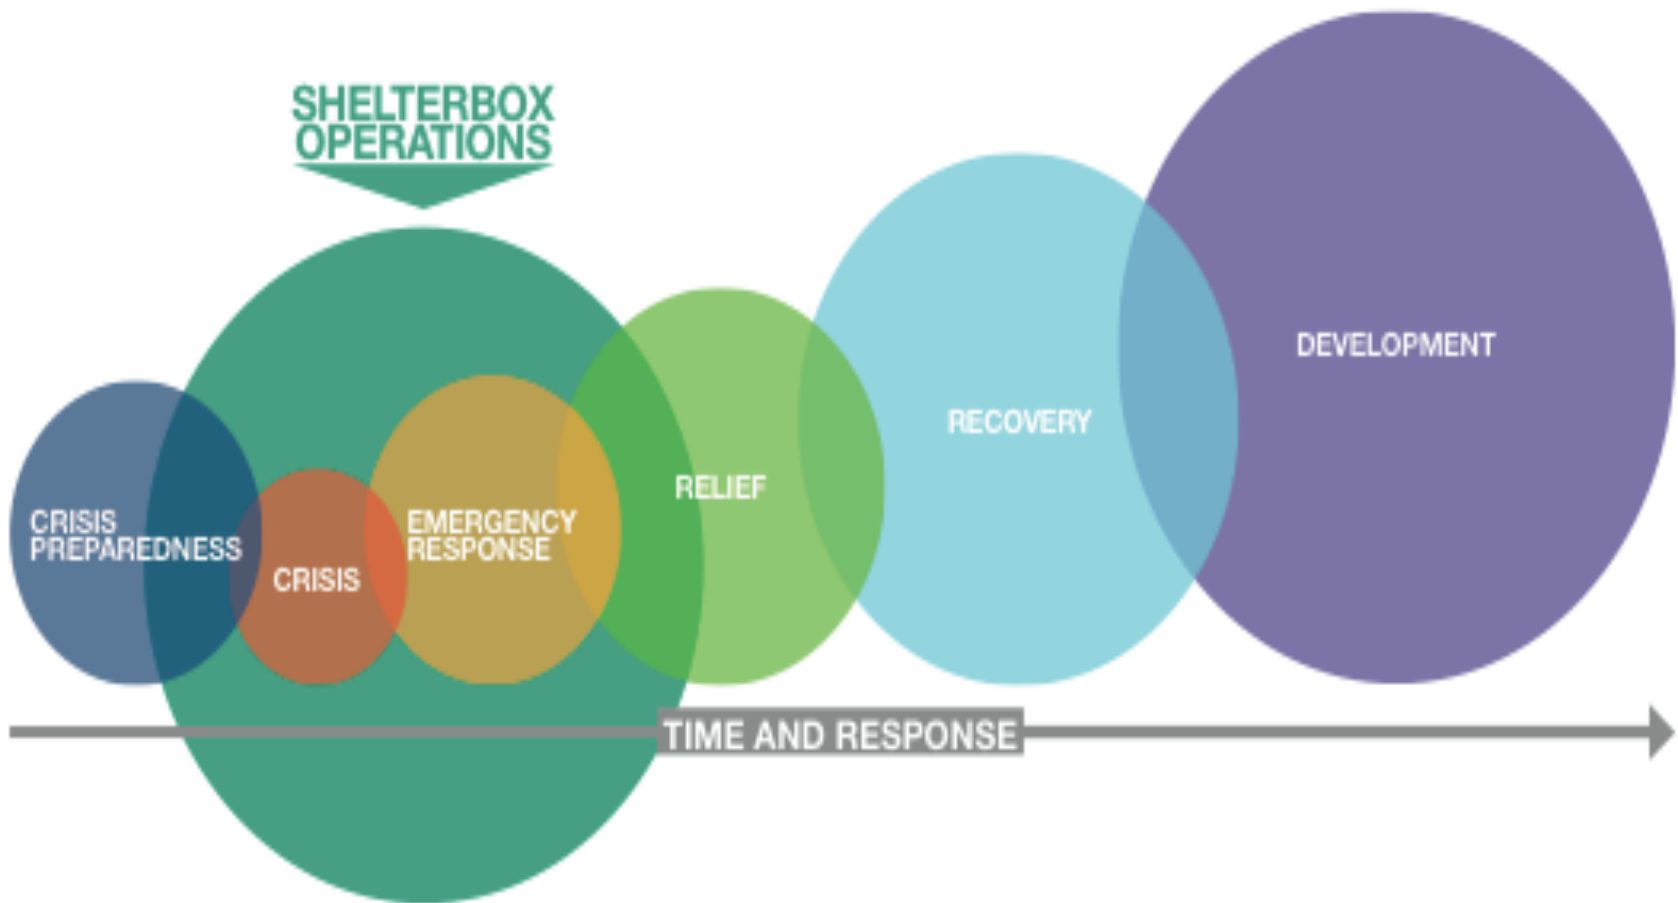 SHELTERBOX
OPERATIONS
CRISIS
PREPAREDNESS
CRISIS
EMERGENCY
RESPONSE
RELIEF
RECOVERY
DEVELOPMENT
TIME AND RESPONSE